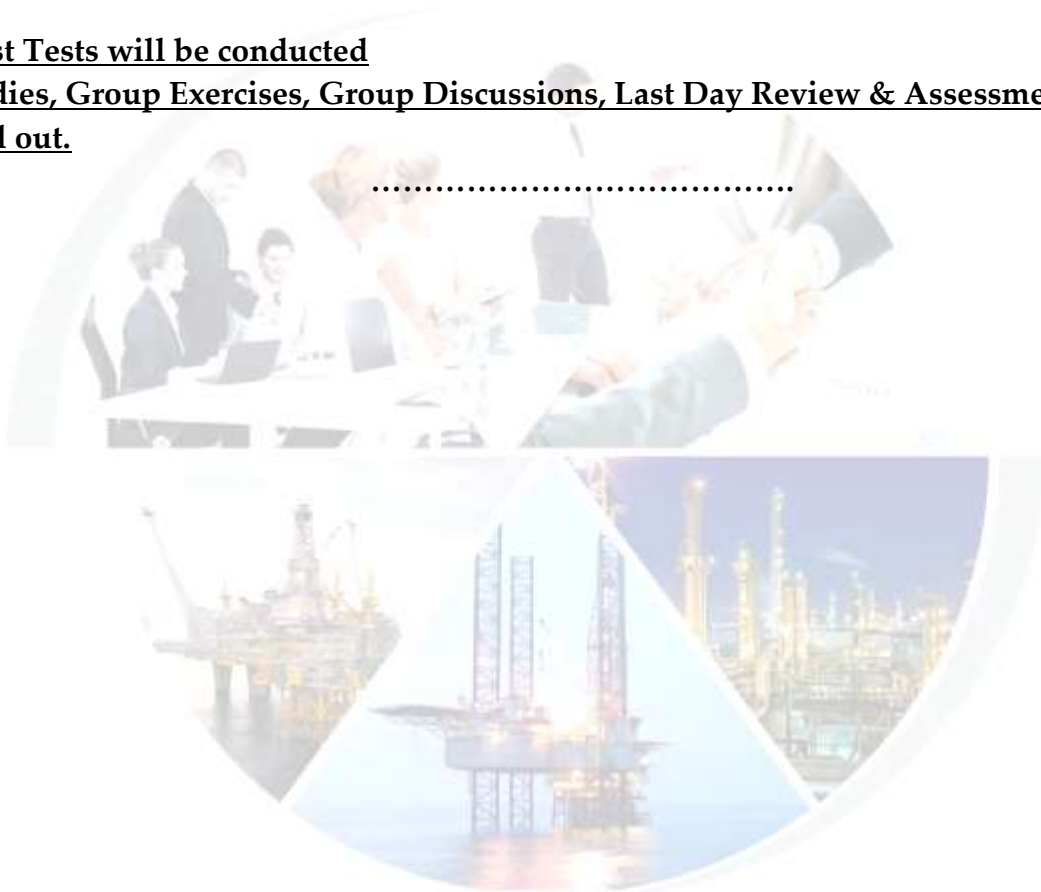 st Tests will be conducted
dies, Group Exercises, Group Discussions, Last Day Review & Assessme
d out.
……………………………………..